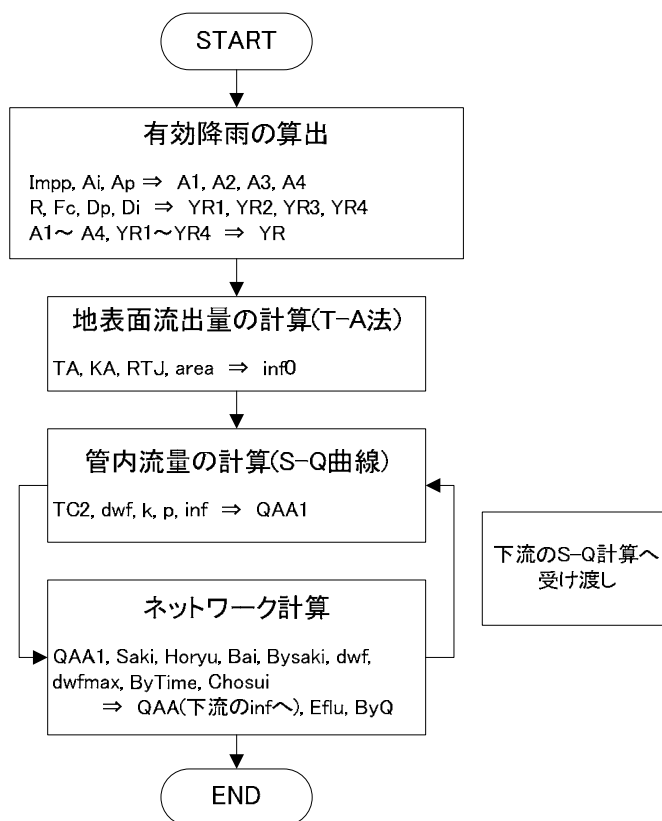 START
有効降雨の算出
Impp, Ai, Ap ⇒ A1, A2, A3, A4
R, Fc, Dp, Di ⇒ YR1, YR2, YR3, YR4
A1～ A4, YR1～YR4 ⇒ YR
地表面流出量の計算(T-A法)
TA, KA, RTJ, area ⇒ inf0
管内流量の計算(S-Q曲線)
TC2, dwf, k, p, inf ⇒ QAA1
下流のS-Q計算へ
受け渡し
ネットワーク計算
QAA1, Saki, Horyu, Bai, Bysaki, dwf,
dwfmax, ByTime, Chosui
⇒ QAA(下流のinfへ), Eflu, ByQ
END